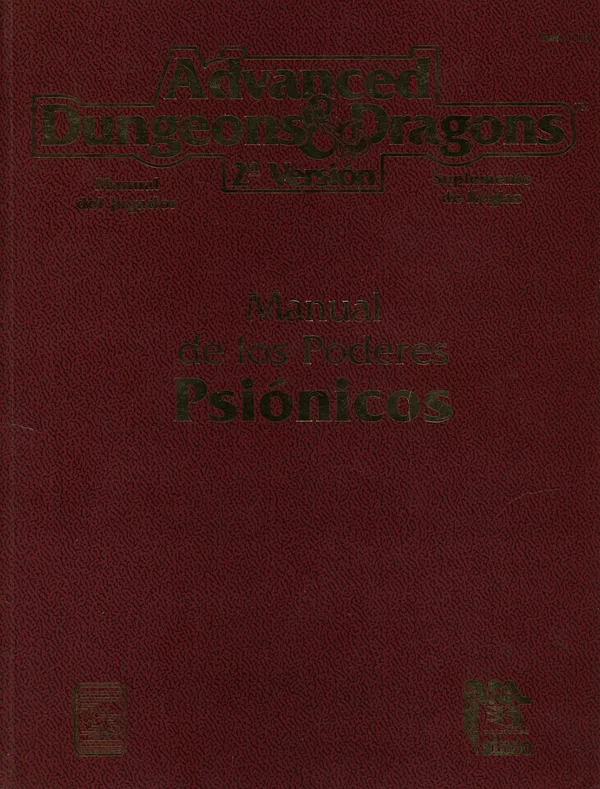 Advanced
Dungeons & Dragons
2ª Versión
Manual
del Jugador
Suplemento
de Reglas
Manual
de los Poderes
Psiónicos